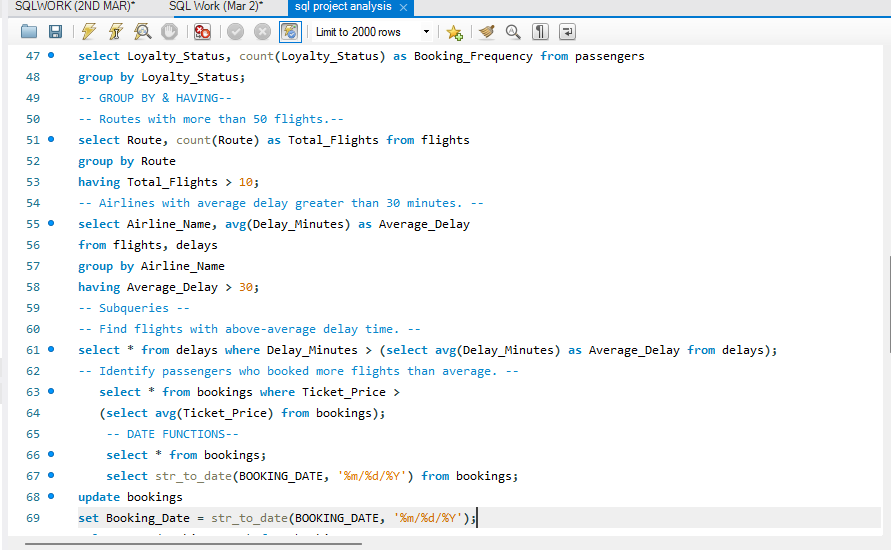 SQLWORK (2ND MAR)* SQL Work (Mar 2)* sql project analysis
Limit to 2000 rows
47 select Loyalty_Status, count(Loyalty_Status) as Booking_Frequency from passengers
48 group by Loyalty_Status;
49 -- GROUP BY & HAVING--
50 -- Routes with more than 50 flights.--
51 select Route, count(Route) as Total_Flights from flights
52 group by Route
53 having Total_Flights > 10;
54 -- Airlines with average delay greater than 30 minutes. --
55 select Airline_Name, avg(Delay_Minutes) as Average_Delay
56 from flights, delays
57 group by Airline_Name
58 having Average_Delay > 30;
59 -- Subqueries --
60 -- Find flights with above-average delay time. --
61 select * from delays where Delay_Minutes > (select avg(Delay_Minutes) as Average_Delay from delays);
62 -- Identify passengers who booked more flights than average. --
63 select * from bookings where Ticket_Price >
64 (select avg(Ticket_Price) from bookings);
65 -- DATE FUNCTIONS--
66 select * from bookings;
67 select str_to_date(BOOKING_DATE, '%m/%d/%Y') from bookings;
68 update bookings
69 set Booking_Date = str_to_date(BOOKING_DATE, '%m/%d/%Y');